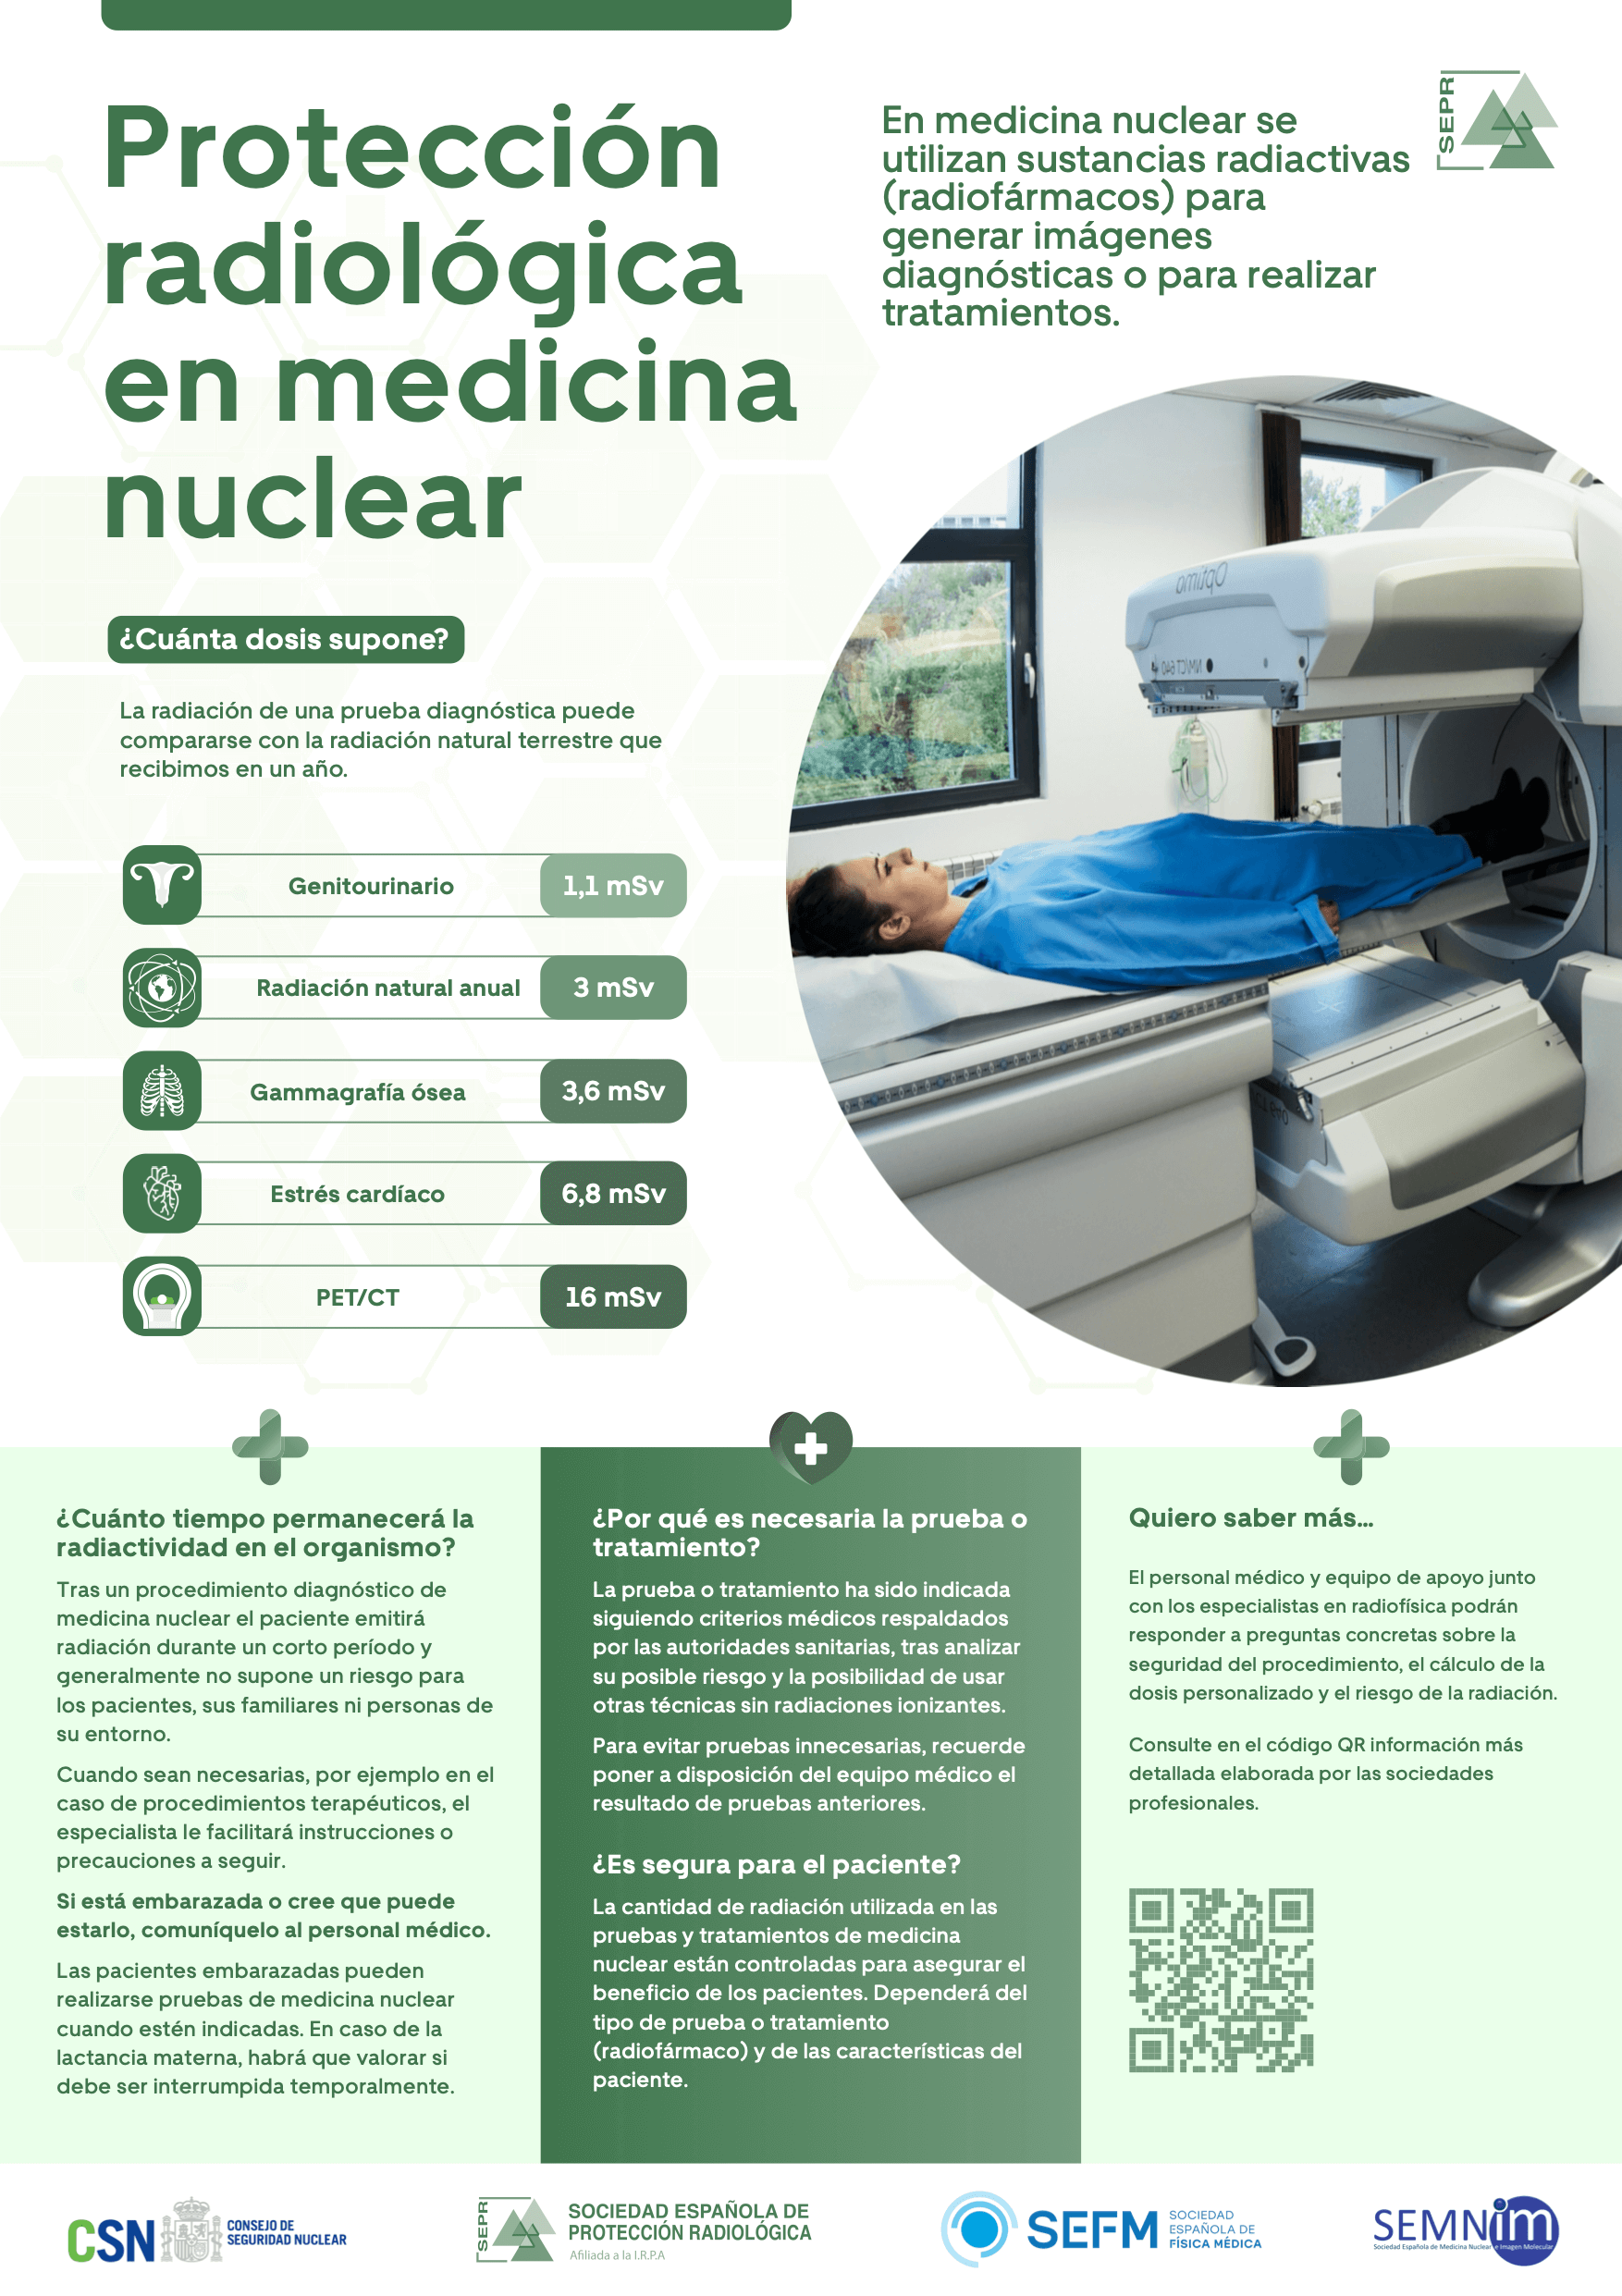 Protección
radiológica
en medicina
nuclear
En medicina nuclear se
utilizan sustancias radiactivas
(radiofármacos) para
generar imágenes
diagnósticas o para realizar
tratamientos.
SEPR
Optima
NM/CT 640
¿Cuánta dosis supone?
La radiación de una prueba diagnóstica puede
compararse con la radiación natural terrestre que
recibimos en un año.
Genitourinario 1,1 mSv
Radiación natural anual 3 mSv
Gammagrafía ósea 3,6 mSv
Estrés cardíaco 6,8 mSv
PET/CT 16 mSv
¿Cuánto tiempo permanecerá la
radiactividad en el organismo?
Tras un procedimiento diagnóstico de
medicina nuclear el paciente emitirá
radiación durante un corto período y
generalmente no supone un riesgo para
los pacientes, sus familiares ni personas de
su entorno.
Cuando sean necesarias, por ejemplo en el
caso de procedimientos terapéuticos, el
especialista le facilitará instrucciones o
precauciones a seguir.
Si está embarazada o cree que puede
estarlo, comuníquelo al personal médico.
Las pacientes embarazadas pueden
realizarse pruebas de medicina nuclear
cuando estén indicadas. En caso de la
lactancia materna, habrá que valorar si
debe ser interrumpida temporalmente.
¿Por qué es necesaria la prueba o
tratamiento?
La prueba o tratamiento ha sido indicada
siguiendo criterios médicos respaldados
por las autoridades sanitarias, tras analizar
su posible riesgo y la posibilidad de usar
otras técnicas sin radiaciones ionizantes.
Para evitar pruebas innecesarias, recuerde
poner a disposición del equipo médico el
resultado de pruebas anteriores.
¿Es segura para el paciente?
La cantidad de radiación utilizada en las
pruebas y tratamientos de medicina
nuclear están controladas para asegurar el
beneficio de los pacientes. Dependerá del
tipo de prueba o tratamiento
(radiofármaco) y de las características del
paciente.
Quiero saber más...
El personal médico y equipo de apoyo junto
con los especialistas en radiofísica podrán
responder a preguntas concretas sobre la
seguridad del procedimiento, el cálculo de la
dosis personalizado y el riesgo de la radiación.
Consulte en el código QR información más
detallada elaborada por las sociedades
profesionales.
CSN
CONSEJO DE
SEGURIDAD NUCLEAR
SEPR
SOCIEDAD ESPAÑOLA DE
PROTECCIÓN RADIOLÓGICA
Afiliada a la I.R.P.A
SEFM
SOCIEDAD
ESPAÑOLA DE
FÍSICA MÉDICA
SEMNim
Sociedad Española de Medicina Nuclear e Imagen Molecular